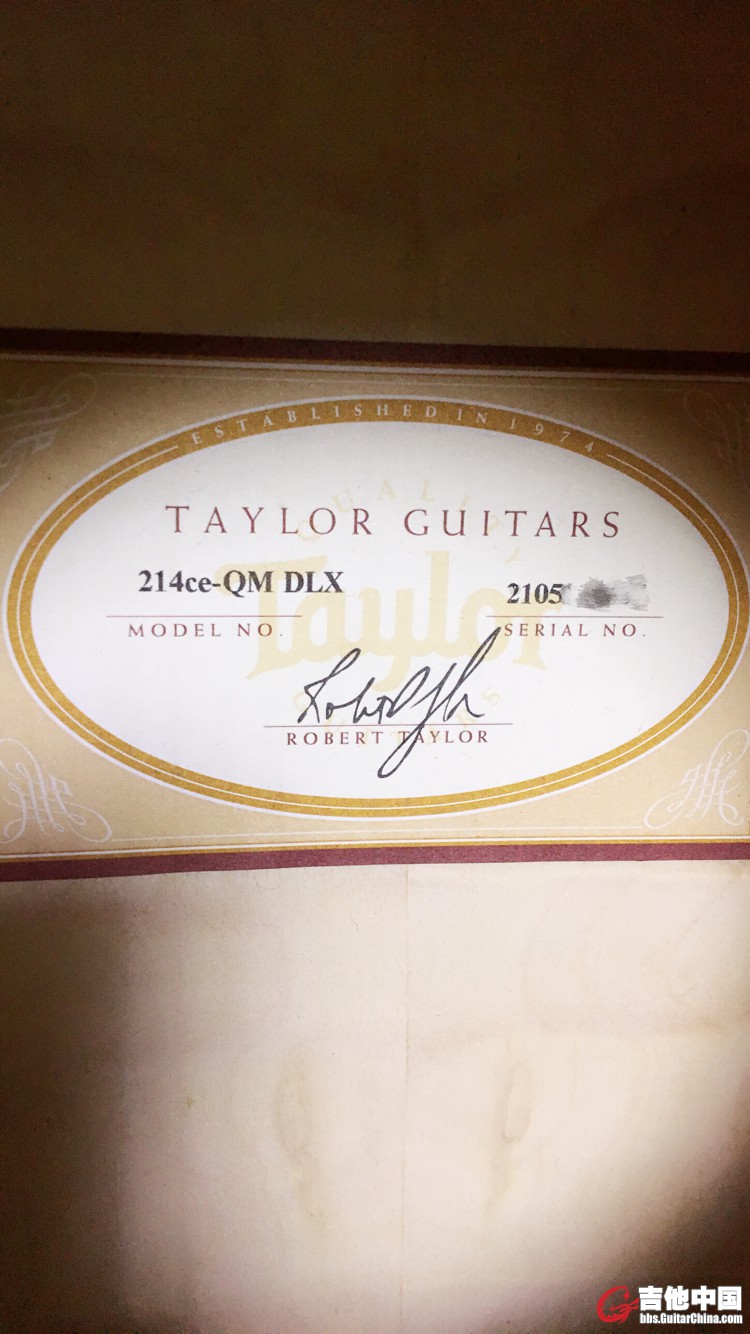 ESTABLISHED IN 1974
QUALITY
TAYLOR GUITARS
Taylor
214ce-QM DLX
2105
MODEL NO.
SERIAL NO.
ROBERT TAYLOR
吉他中国
bbs.GuitarChina.com